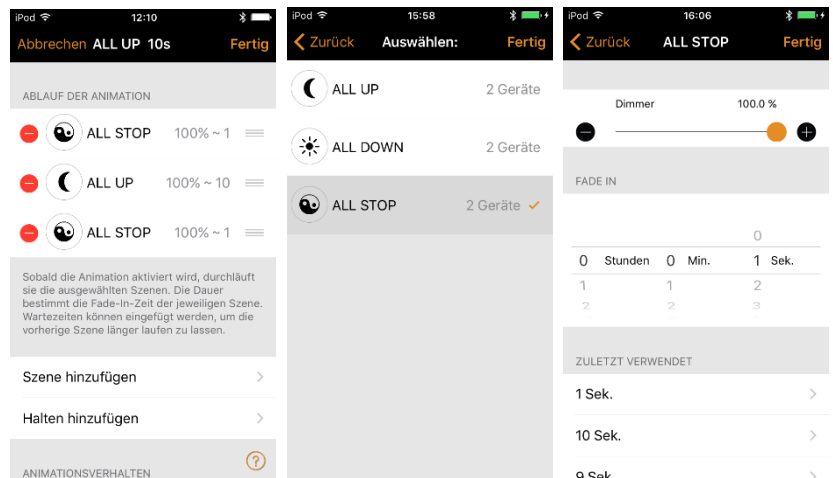 iPod 12:10
Abbrechen ALL UP 10s Fertig
ABLAUF DER ANIMATION
ALL STOP 100% ~ 1
ALL UP 100% ~ 10
ALL STOP 100% ~ 1
Sobald die Animation aktiviert wird, durchläuft
sie die ausgewählten Szenen. Die Dauer
bestimmt die Fade-In-Zeit der jeweiligen Szene.
Wartezeiten können eingefügt werden, um die
vorherige Szene länger laufen zu lassen.
Szene hinzufügen
Halten hinzufügen
ANIMATIONSVERHALTEN ?
iPod 15:58
Zurück Auswählen: Fertig
ALL UP 2 Geräte
ALL DOWN 2 Geräte
ALL STOP 2 Geräte
iPod 16:06
Zurück ALL STOP Fertig
Dimmer 100.0 %
FADE IN
0
0 Stunden 0 Min. 1 Sek.
1 1 2
2 2 3
ZULETZT VERWENDET
1 Sek.
10 Sek.
9 Sek.